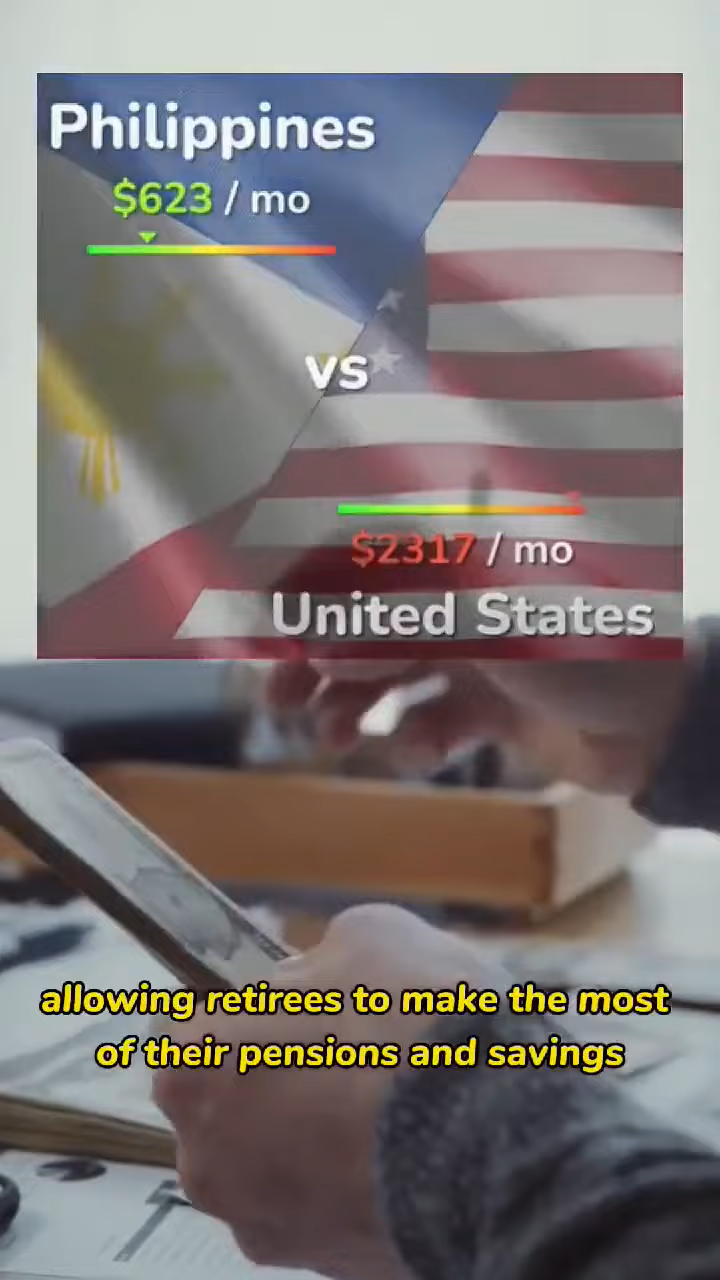 Philippines
$623 / mo
vs
$2317 / mo
United States
allowing retirees to make the most
of their pensions and savings